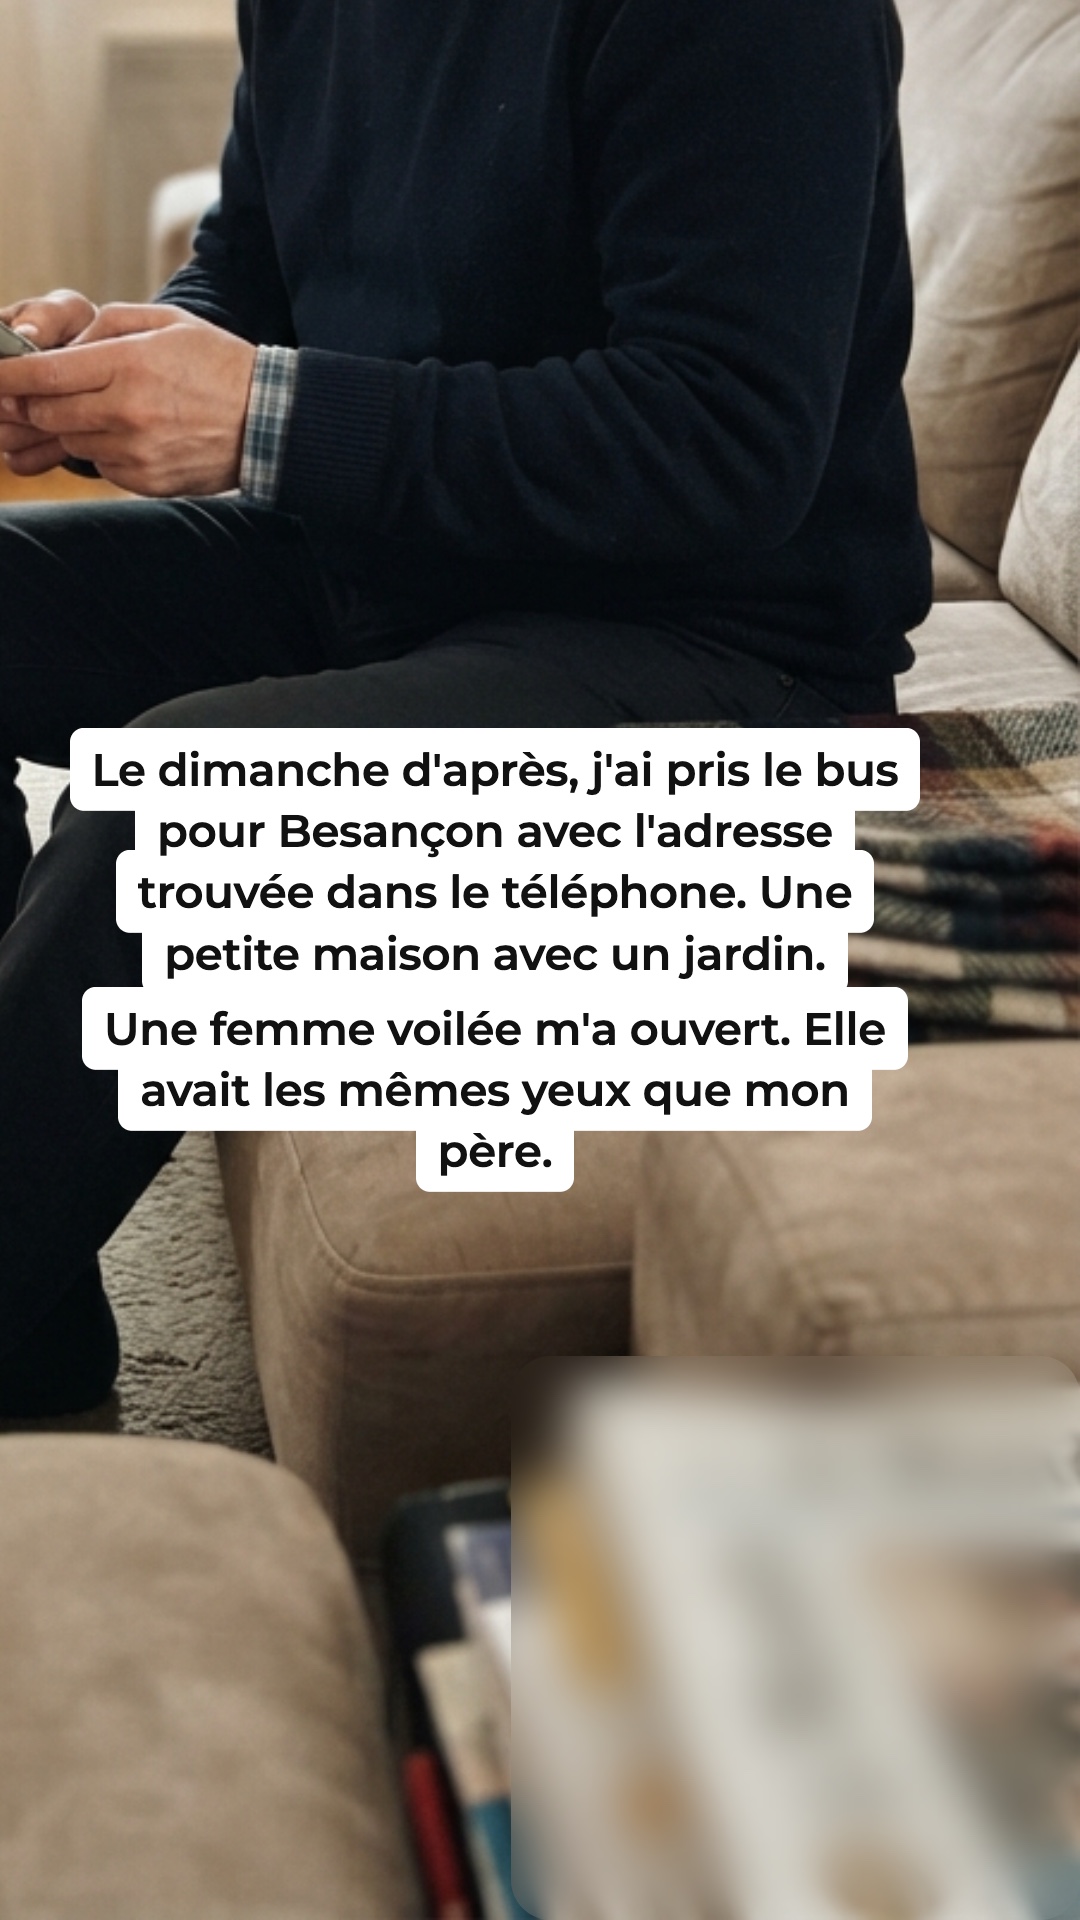 Le dimanche d'après, j'ai pris le bus
pour Besançon avec l'adresse
trouvée dans le téléphone. Une
petite maison avec un jardin.
Une femme voilée m'a ouvert. Elle
avait les mêmes yeux que mon
père.